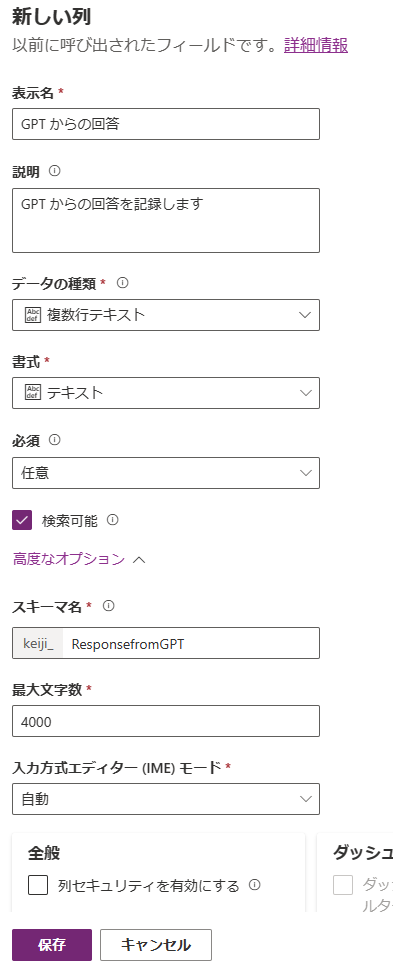 新しい列
以前に呼び出されたフィールドです。詳細情報
表示名 *
GPT からの回答
説明
GPT からの回答を記録します
データの種類 *
Abc def 複数行テキスト
書式 *
Abc def テキスト
必須
任意
検索可能
高度なオプション
スキーマ名 *
keiji_ ResponsefromGPT
最大文字数 *
4000
入力方式エディター (IME) モード *
自動
全般 ダッシュ
列セキュリティを有効にする ダッ
ルター
保存 キャンセル